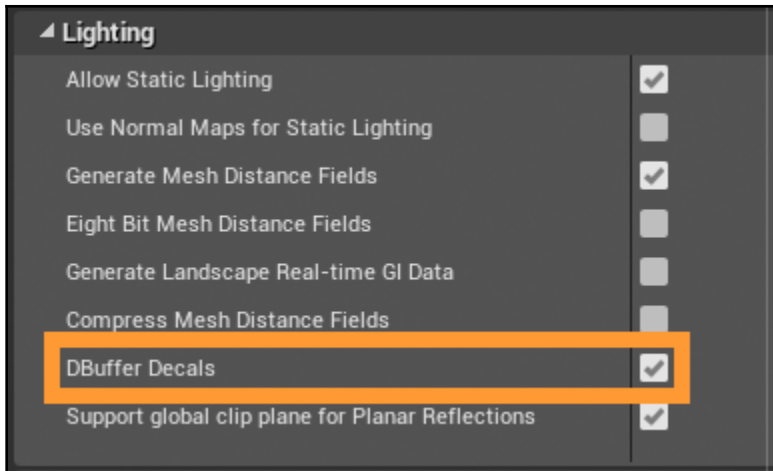 Lighting
Allow Static Lighting
Use Normal Maps for Static Lighting
Generate Mesh Distance Fields
Eight Bit Mesh Distance Fields
Generate Landscape Real-time GI Data
Compress Mesh Distance Fields
DBuffer Decals
Support global clip plane for Planar Reflections